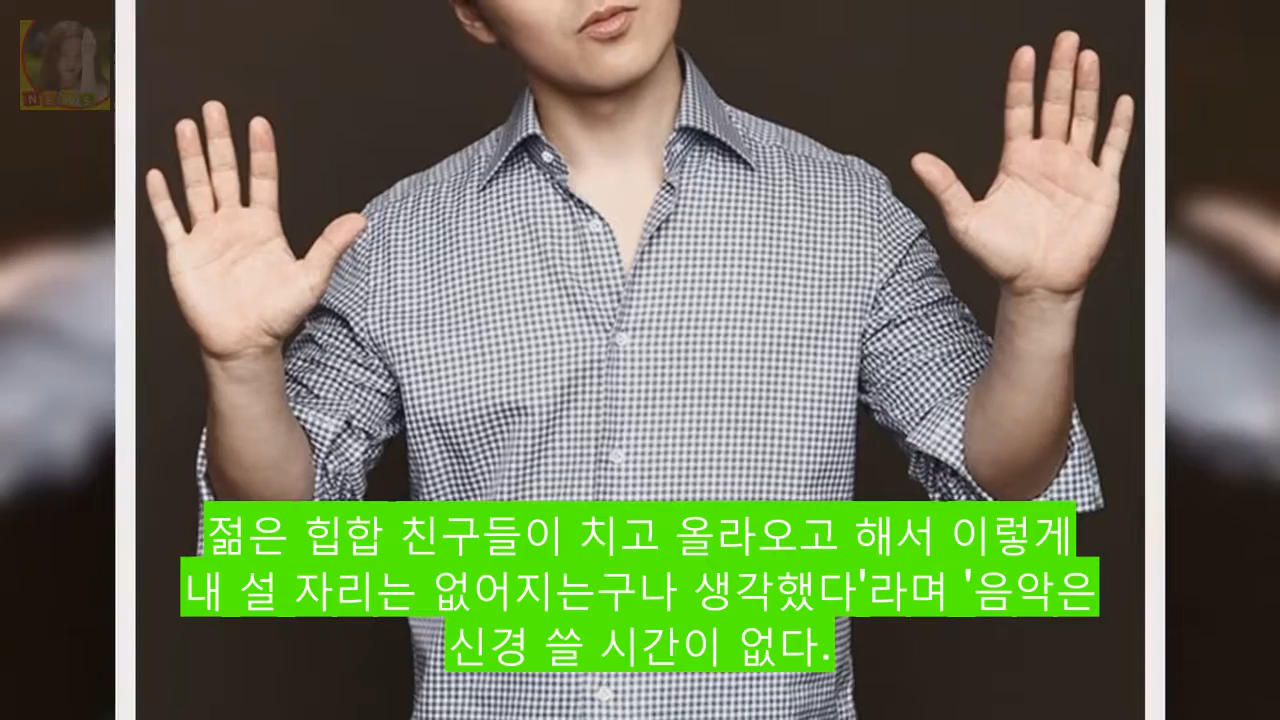 NEWS
젊은 힙합 친구들이 치고 올라오고 해서 이렇게
내 설 자리는 없어지는구나 생각했다'라며 '음악은
신경 쓸 시간이 없다.